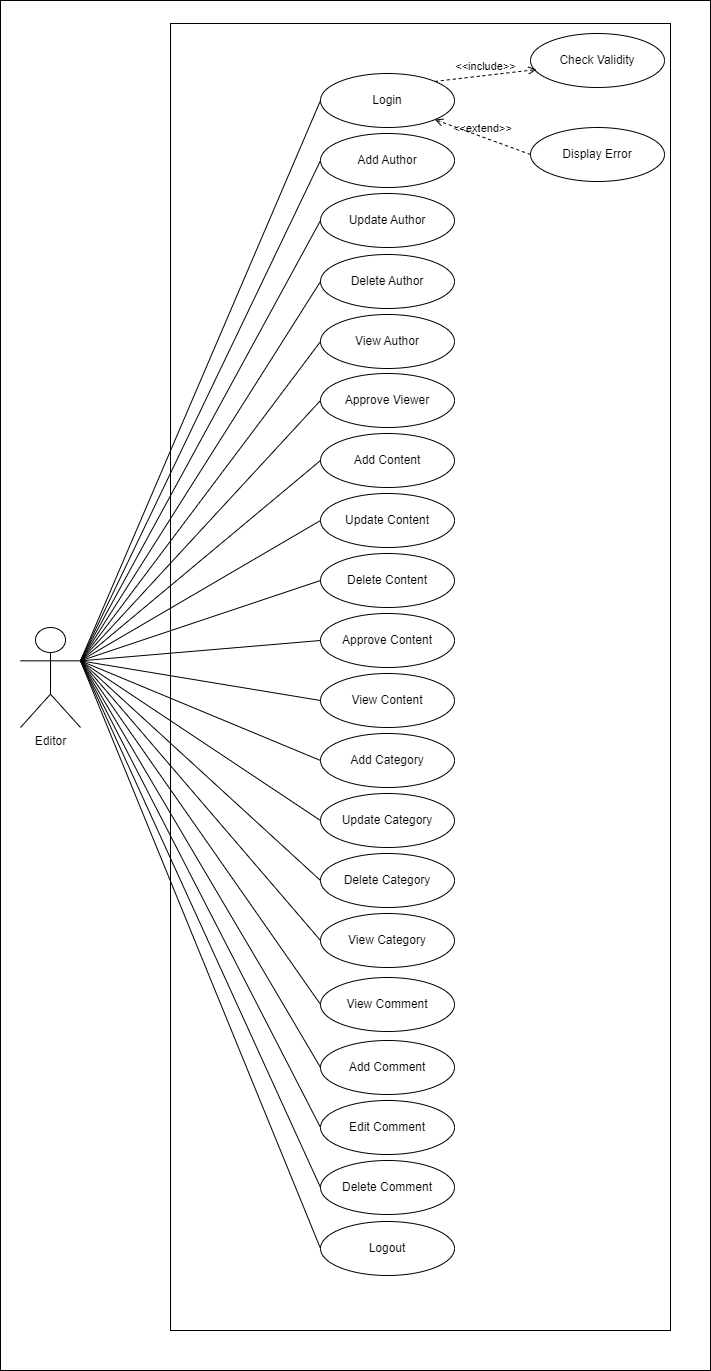 Check Validity
<<include>>
Login
<<extend>>
Display Error
Add Author
Update Author
Delete Author
View Author
Approve Viewer
Add Content
Update Content
Delete Content
Approve Content
View Content
Editor
Add Category
Update Category
Delete Category
View Category
View Comment
Add Comment
Edit Comment
Delete Comment
Logout